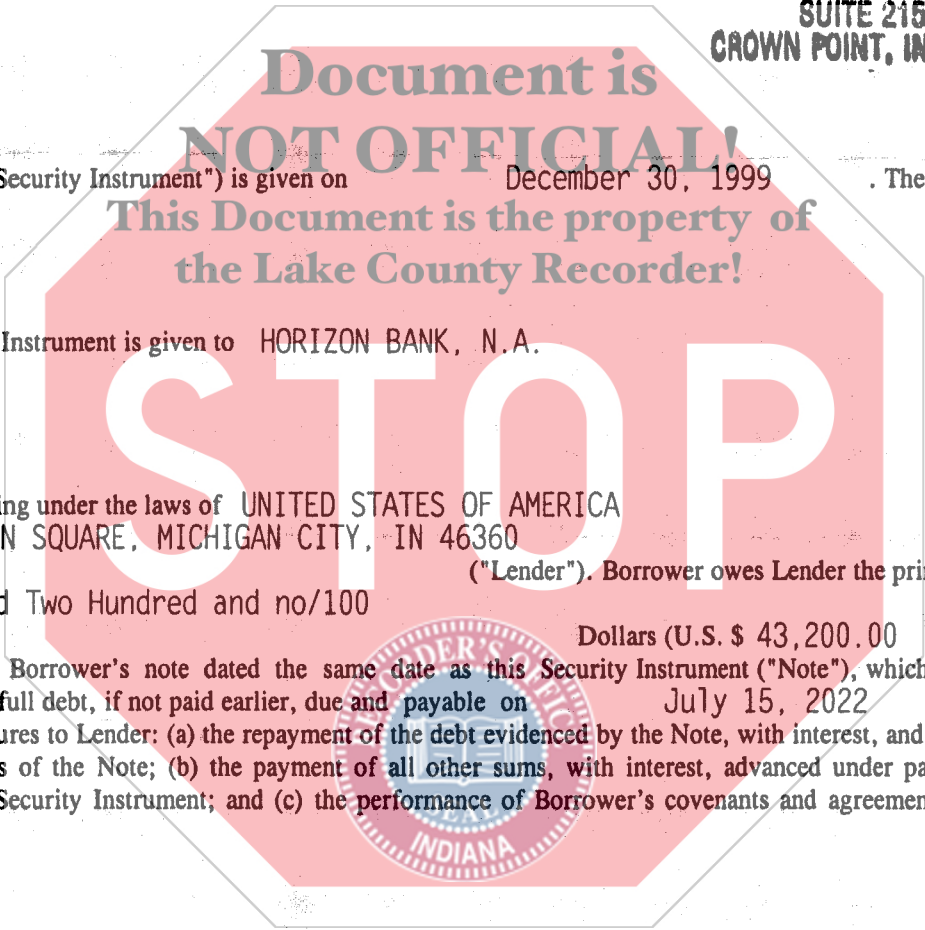 SUITE 215
CROWN POINT, IN
Document is
NOT OFFICIAL!
Security Instrument") is given on December 30, 1999 . The
This Document is the property of
the Lake County Recorder!
Instrument is given to HORIZON BANK, N.A.
STOP
ing under the laws of UNITED STATES OF AMERICA
N SQUARE, MICHIGAN CITY, IN 46360
("Lender"). Borrower owes Lender the pri
d Two Hundred and no/100
Dollars (U.S. $ 43,200.00
Borrower's note dated the same date as this Security Instrument ("Note"), which
full debt, if not paid earlier, due and payable on July 15, 2022
ures to Lender: (a) the repayment of the debt evidenced by the Note, with interest, and
s of the Note; (b) the payment of all other sums, with interest, advanced under pa
Security Instrument; and (c) the performance of Borrower's covenants and agreemen
RECORDER'S OFFICE
SEAL
INDIANA